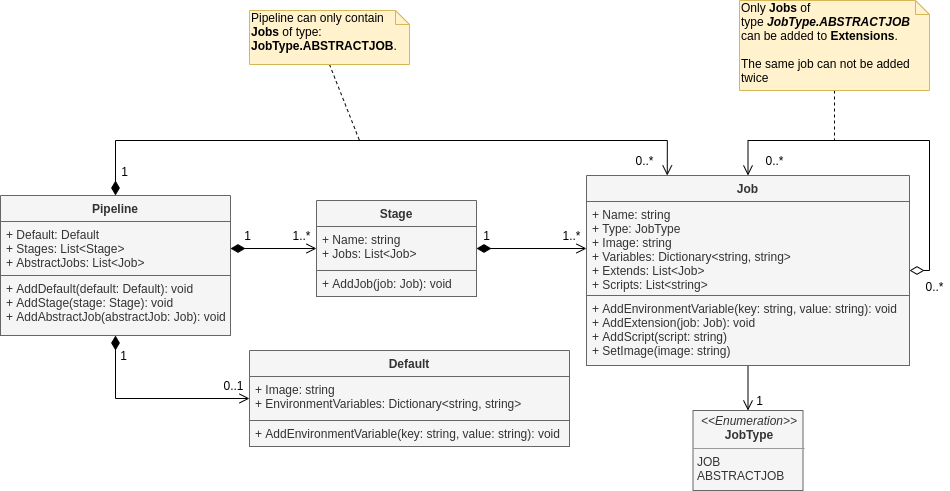 Pipeline can only contain
Jobs of type:
JobType.ABSTRACTJOB.
Only Jobs of
type JobType.ABSTRACTJOB
can be added to Extensions.
The same job can not be added
twice
1
0..*
0..*
Pipeline
+ Default: Default
+ Stages: List<Stage>
+ AbstractJobs: List<Job>
+ AddDefault(default: Default): void
+ AddStage(stage: Stage): void
+ AddAbstractJob(abstractJob: Job): void
1
1..*
Stage
+ Name: string
+ Jobs: List<Job>
+ AddJob(job: Job): void
1
1..*
Job
+ Name: string
+ Type: JobType
+ Image: string
+ Variables: Dictionary<string, string>
+ Extends: List<Job>
+ Scripts: List<string>
+ AddEnvironmentVariable(key: string, value: string): void
+ AddExtension(job: Job): void
+ AddScript(script: string)
+ SetImage(image: string)
0..*
1
0..1
Default
+ Image: string
+ EnvironmentVariables: Dictionary<string, string>
+ AddEnvironmentVariable(key: string, value: string): void
1
<<Enumeration>>
JobType
JOB
ABSTRACTJOB